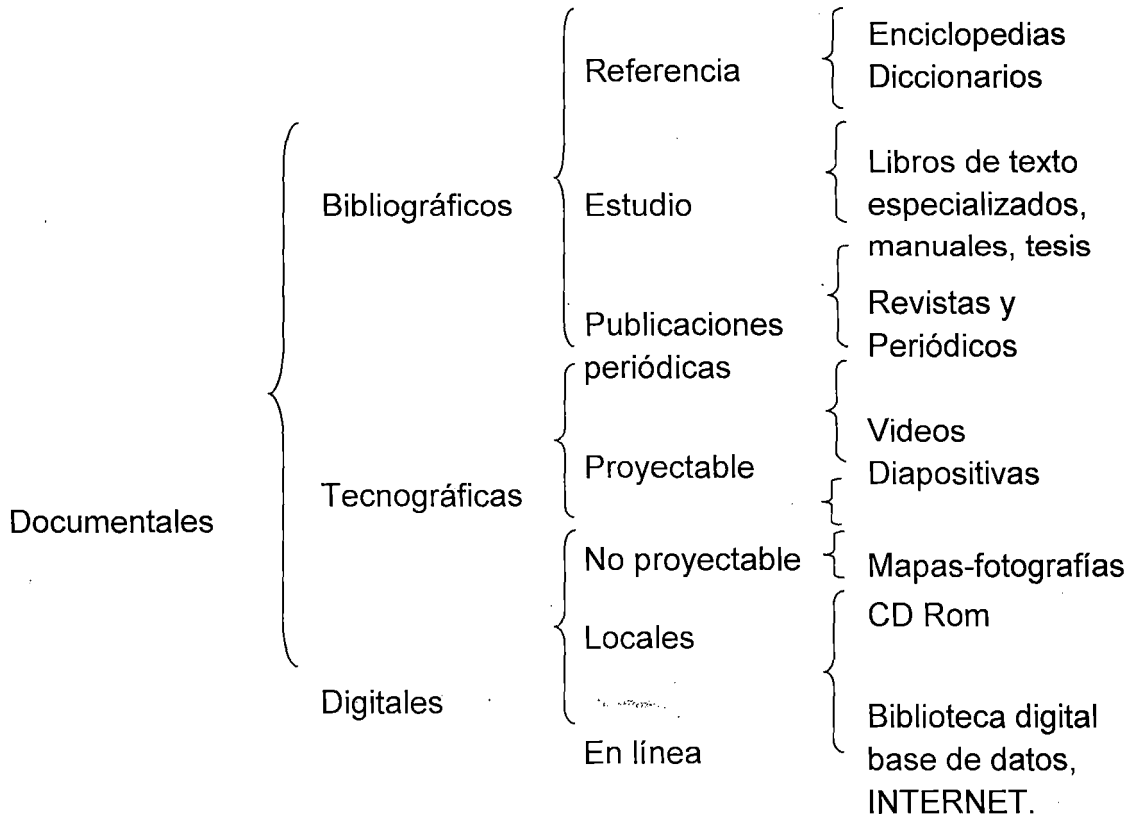 Documentales
Bibliográficos
Referencia
Enciclopedias
Diccionarios
Estudio
Libros de texto
especializados,
manuales, tesis
Publicaciones
periódicas
Revistas y
Periódicos
Tecnográficas
Proyectable
Videos
Diapositivas
No proyectable
Mapas-fotografías
Digitales
Locales
CD Rom
En línea
Biblioteca digital
base de datos,
INTERNET.